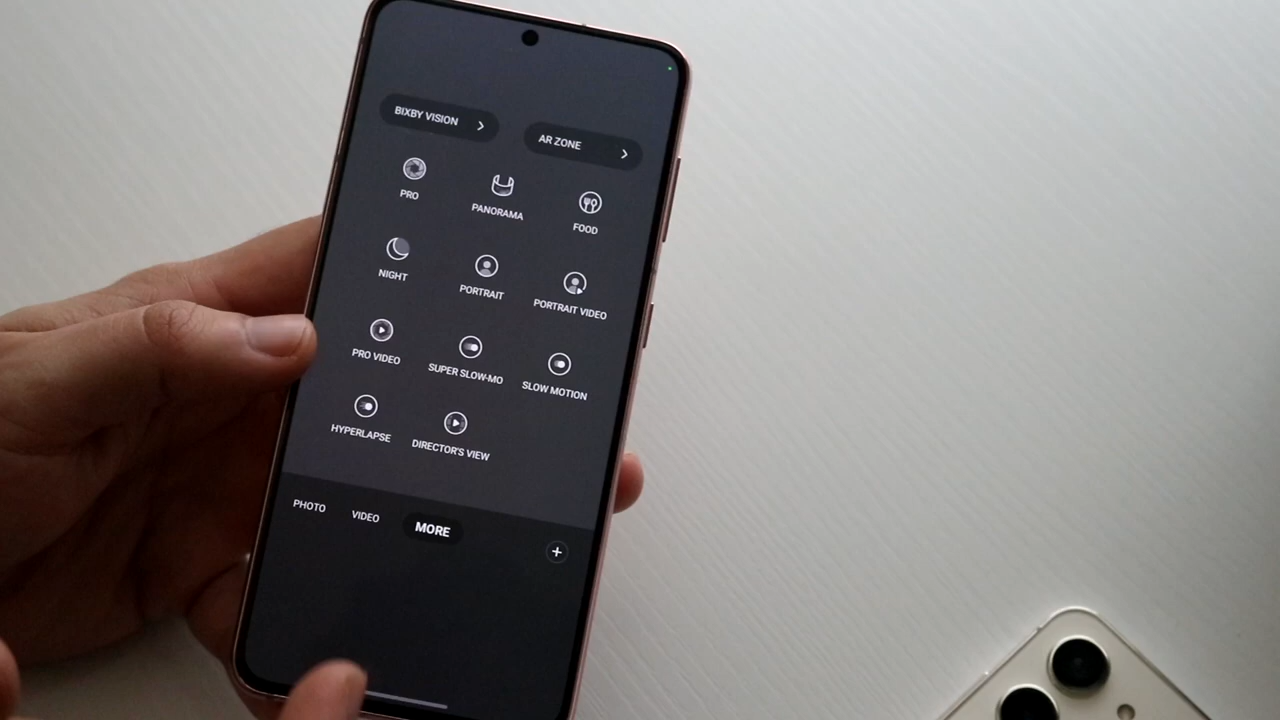 BIXBY VISION
AR ZONE
PRO
PANORAMA
FOOD
NIGHT
PORTRAIT
PORTRAIT VIDEO
PRO VIDEO
SUPER SLOW-MO
SLOW MOTION
HYPERLAPSE
DIRECTOR'S VIEW
PHOTO
VIDEO
MORE